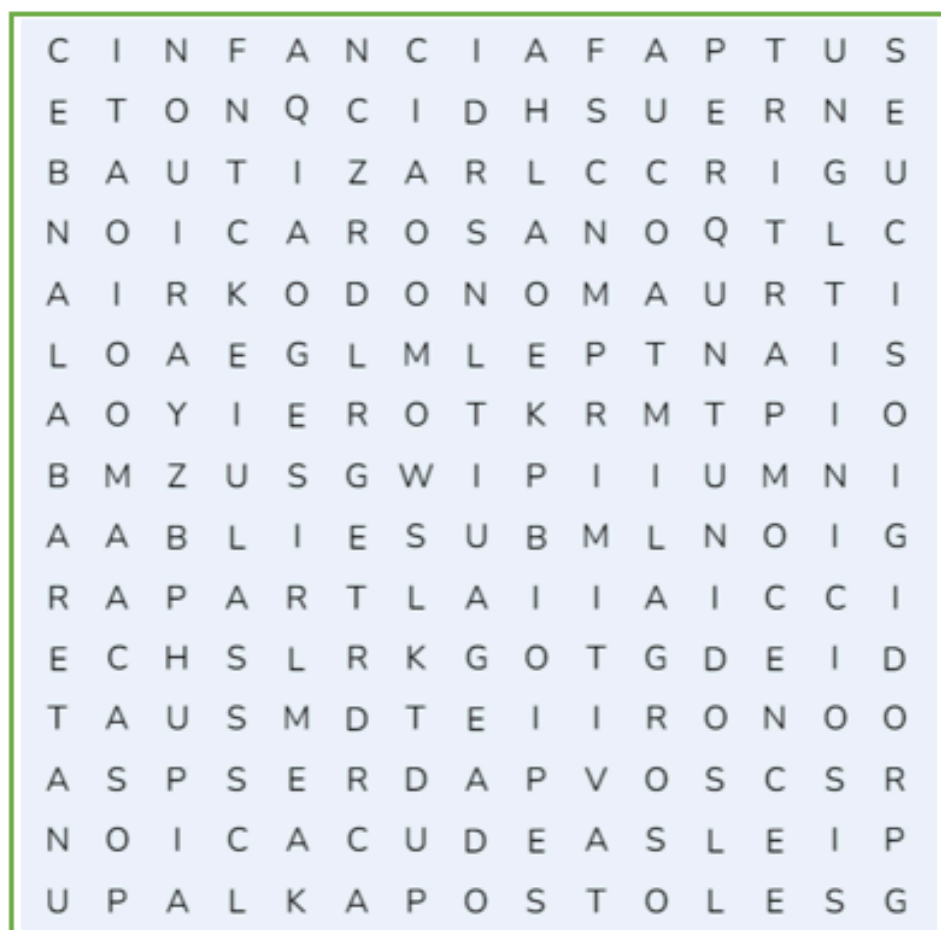 C I N F A N C I A F A P T U S
E T O N Q C I D H S U E R N E
B A U T I Z A R L C C R I G U
N O I C A R O S A N O Q T L C
A I R K O D O N O M A U R T I
L O A E G L M L E P T N A I S
A O Y I E R O T K R M T P I O
B M Z U S G W I P I I U M N I
A A B L I E S U B M L N O I G
R A P A R T L A I I A I C C I
E C H S L R K G O T G D E I D
T A U S M D T E I I R O N O O
A S P S E R D A P V O S C S R
N O I C A C U D E A S L E I P
U P A L K A P O S T O L E S G